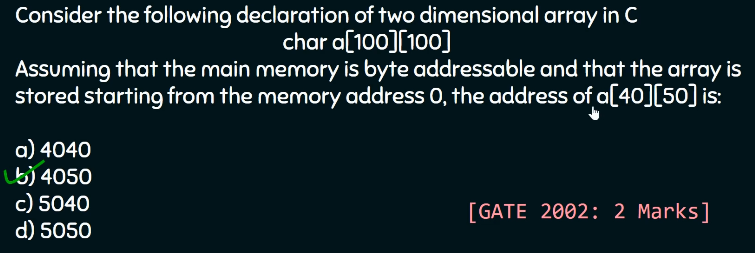 Consider the following declaration of two dimensional array in C
char a[100][100]
Assuming that the main memory is byte addressable and that the array is
stored starting from the memory address 0, the address of a[40][50] is:
a) 4040
b) 4050
c) 5040
d) 5050
[GATE 2002: 2 Marks]